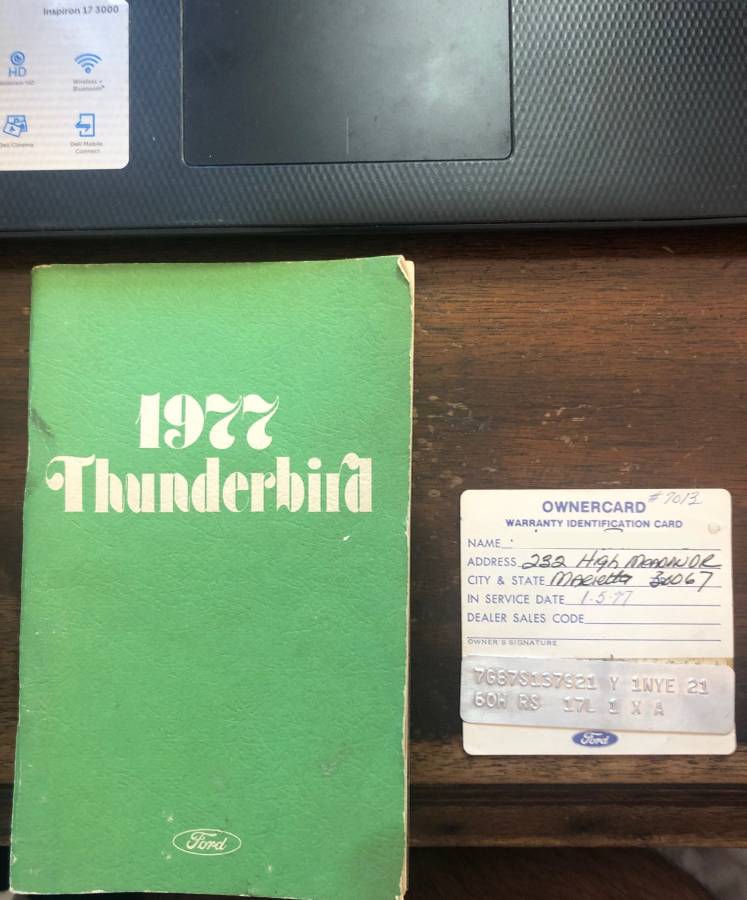 Inspiron 17 3000
HD
Wireless +
Bluetooth®
Dell Cinema
Dell Mobile
Connect
1977
Thunderbird
Ford
#7013
OWNERCARD
WARRANTY IDENTIFICATION CARD
NAME
ADDRESS 232 High Meadow DR
CITY & STATE Marietta 30067
IN SERVICE DATE 1-5-77
DEALER SALES CODE
OWNER'S SIGNATURE
7G87S137921 Y 1NYE 21
60H RS 17L 1 X A
Ford